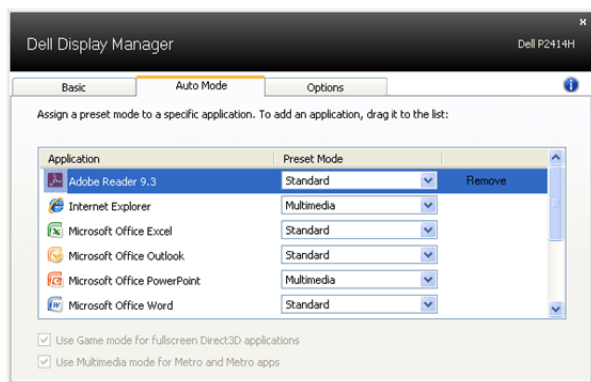 Dell Display Manager
Dell P2414H
Basic
Auto Mode
Options
Assign a preset mode to a specific application. To add an application, drag it to the list:
Application Preset Mode
Adobe Reader 9.3 Standard Remove
Internet Explorer Multimedia
Microsoft Office Excel Standard
Microsoft Office Outlook Standard
Microsoft Office PowerPoint Multimedia
Microsoft Office Word Standard
Use Game mode for fullscreen Direct3D applications
Use Multimedia mode for Metro and Metro apps